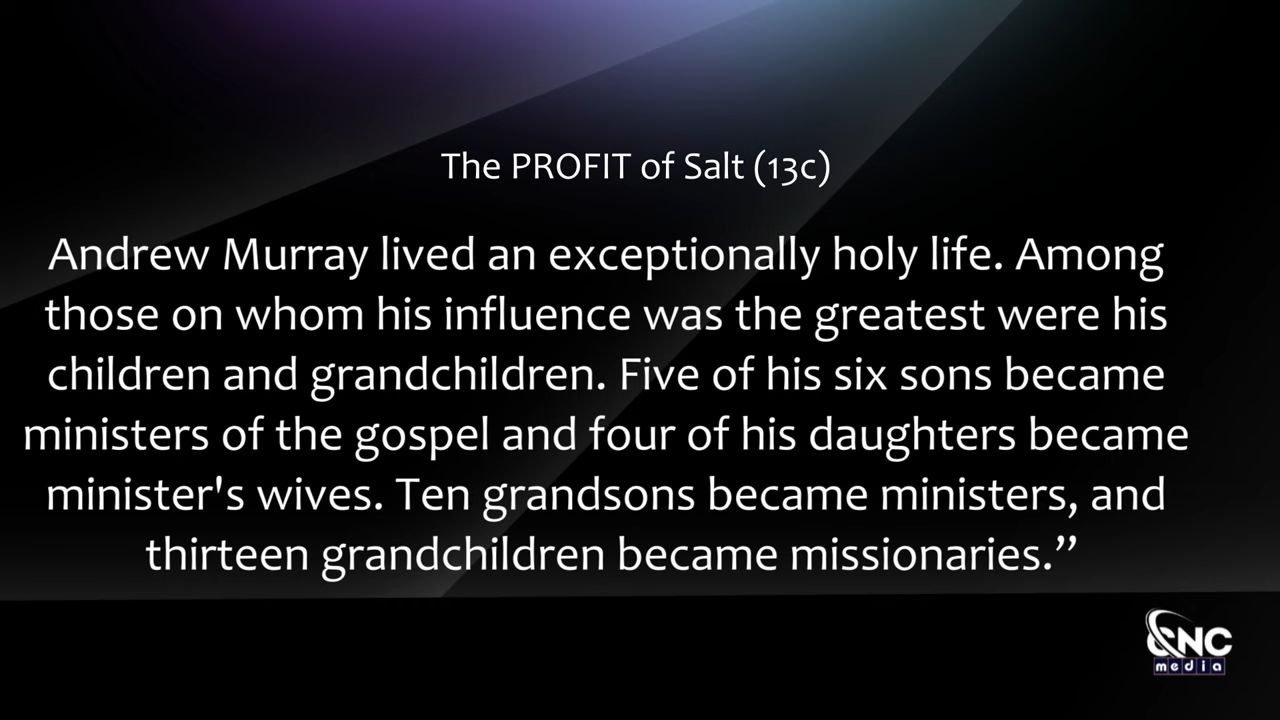 The PROFIT of Salt (13c)
Andrew Murray lived an exceptionally holy life. Among
those on whom his influence was the greatest were his
children and grandchildren. Five of his six sons became
ministers of the gospel and four of his daughters became
minister's wives. Ten grandsons became ministers, and
thirteen grandchildren became missionaries.”
CNC
media